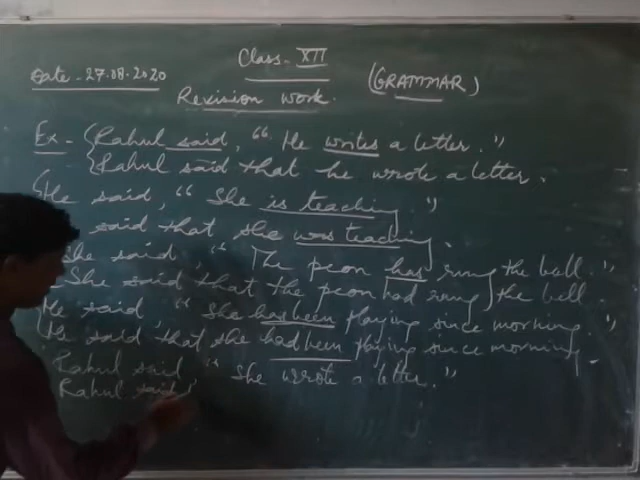 Class - XII
Date - 27.08.2020
(GRAMMAR)
Revision work.
Ex - {Rahul said, "He writes a letter."
{Rahul said that he wrote a letter.
{He said, "She is teaching"
said that she was teaching.
She said "The peon has rung the bell."
She said that the peon had rung the bell.
He said, "She has been playing since morning."
He said that she had been playing since morning.
Rahul said "She wrote a letter."
Rahul said